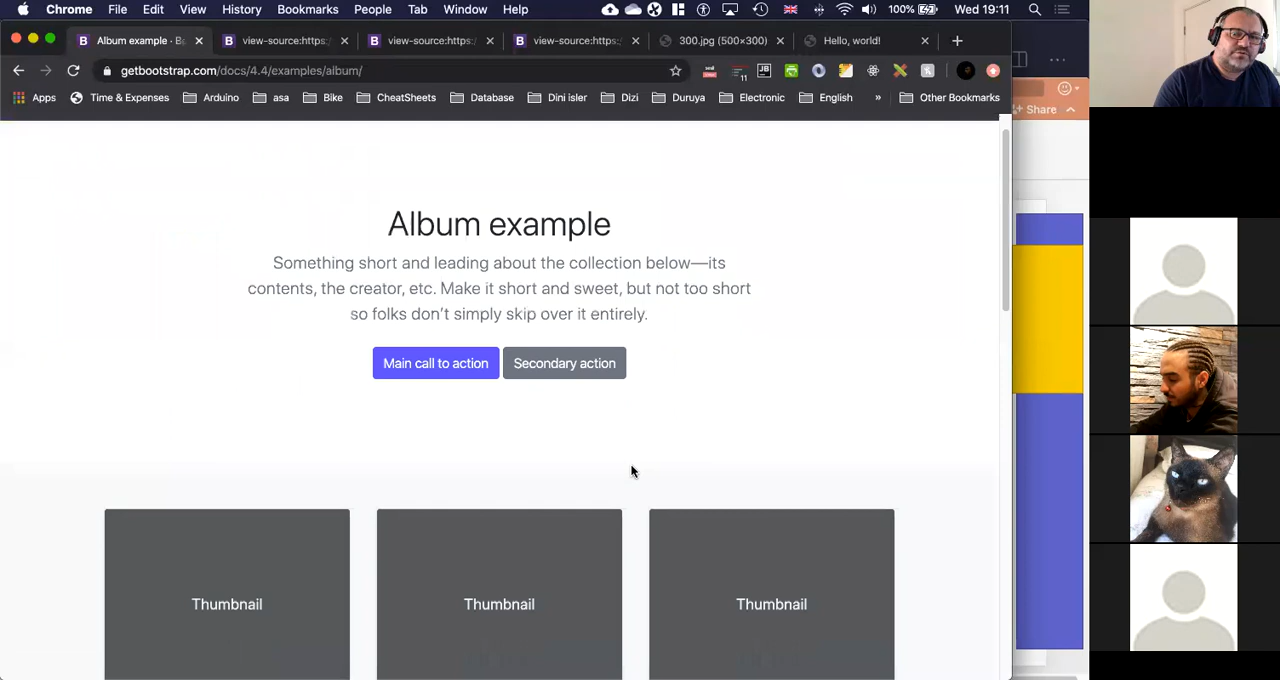 Chrome File Edit View History Bookmarks People Tab Window Help 100% Wed 19:11
Album example · Be view-source:https:/ view-source:https:/ view-source:https:/ 300.jpg (500×300) Hello, world!
getbootstrap.com/docs/4.4/examples/album/ 11 JB
Apps Time & Expenses Arduino asa Bike CheatSheets Database Dini isler Dizi Duruya Electronic English » Other Bookmarks
Share
Album example
Something short and leading about the collection below—its
contents, the creator, etc. Make it short and sweet, but not too short
so folks don't simply skip over it entirely.
Main call to action Secondary action
Thumbnail Thumbnail Thumbnail